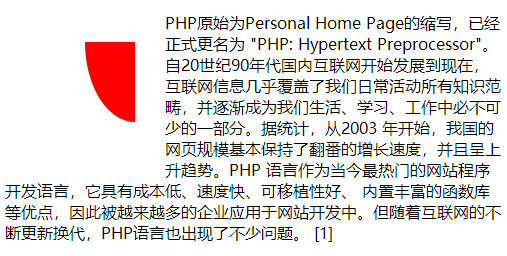 PHP原始为Personal Home Page的缩写，已经
正式更名为 "PHP: Hypertext Preprocessor"。
自20世纪90年代国内互联网开始发展到现在，
互联网信息几乎覆盖了我们日常活动所有知识范
畴，并逐渐成为我们生活、学习、工作中必不可
少的一部分。据统计，从2003 年开始，我国的
网页规模基本保持了翻番的增长速度，并且呈上
升趋势。PHP 语言作为当今最热门的网站程序
开发语言，它具有成本低、速度快、可移植性好、 内置丰富的函数库
等优点，因此被越来越多的企业应用于网站开发中。但随着互联网的不
断更新换代，PHP语言也出现了不少问题。 [1]